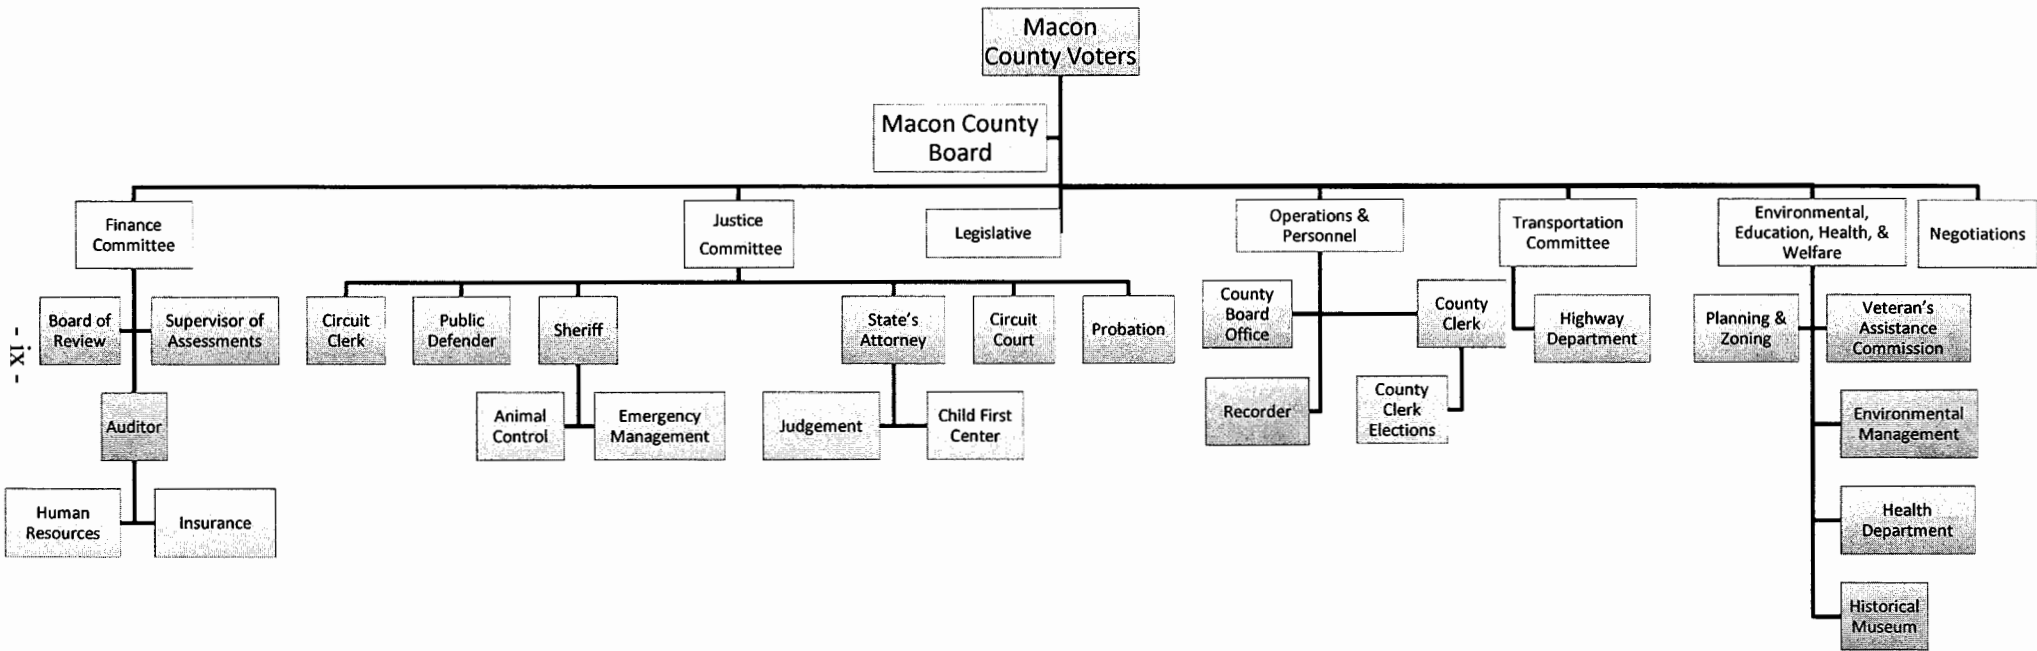 Macon
County Voters
Macon County
Board
Finance
Committee
Justice
Committee
Legislative
Operations &
Personnel
Transportation
Committee
Environmental,
Education, Health, &
Welfare
Negotiations
Board of
Review
Supervisor of
Assessments
Circuit
Clerk
Public
Defender
Sheriff
State's
Attorney
Circuit
Court
Probation
County
Board
Office
County
Clerk
Highway
Department
Planning &
Zoning
Veteran's
Assistance
Commission
Auditor
Animal
Control
Emergency
Management
Judgement
Child First
Center
Recorder
County
Clerk
Elections
Environmental
Management
Human
Resources
Insurance
Health
Department
Historical
Museum
- xi -